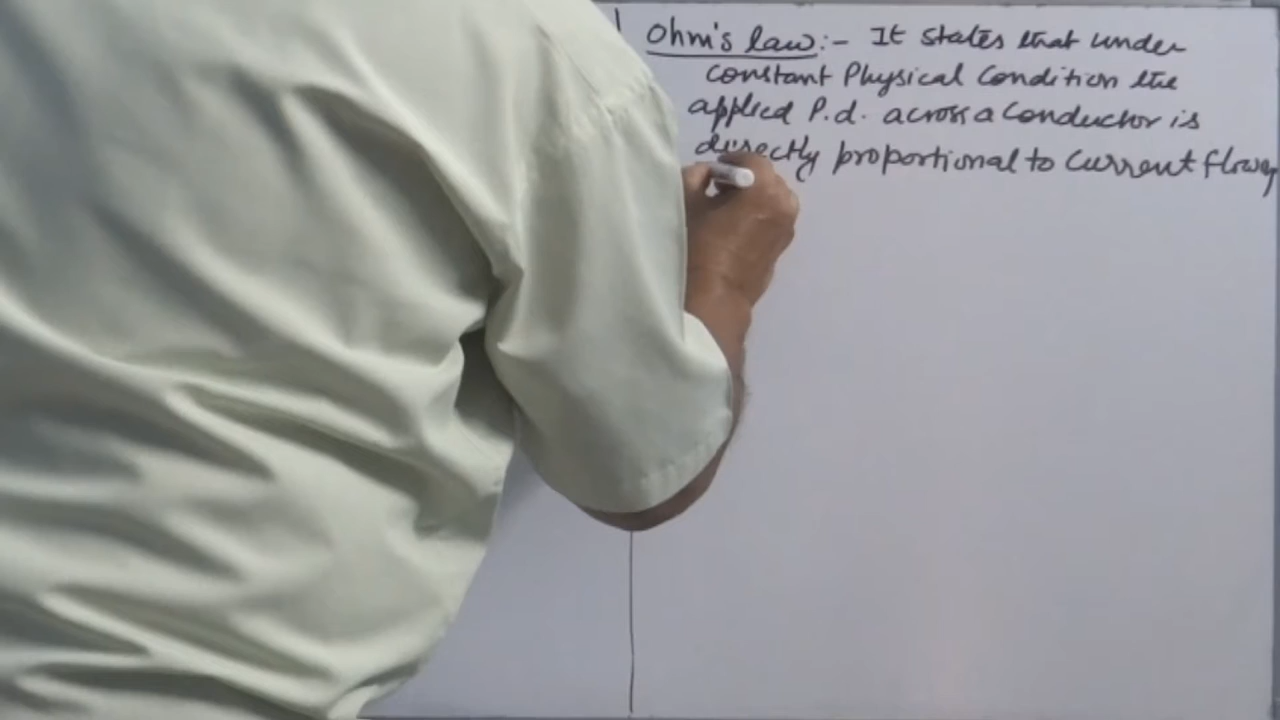 Ohm's law:- It states that under
constant Physical Condition the
applied P.d. across a Conductor is
directly proportional to Current flowing